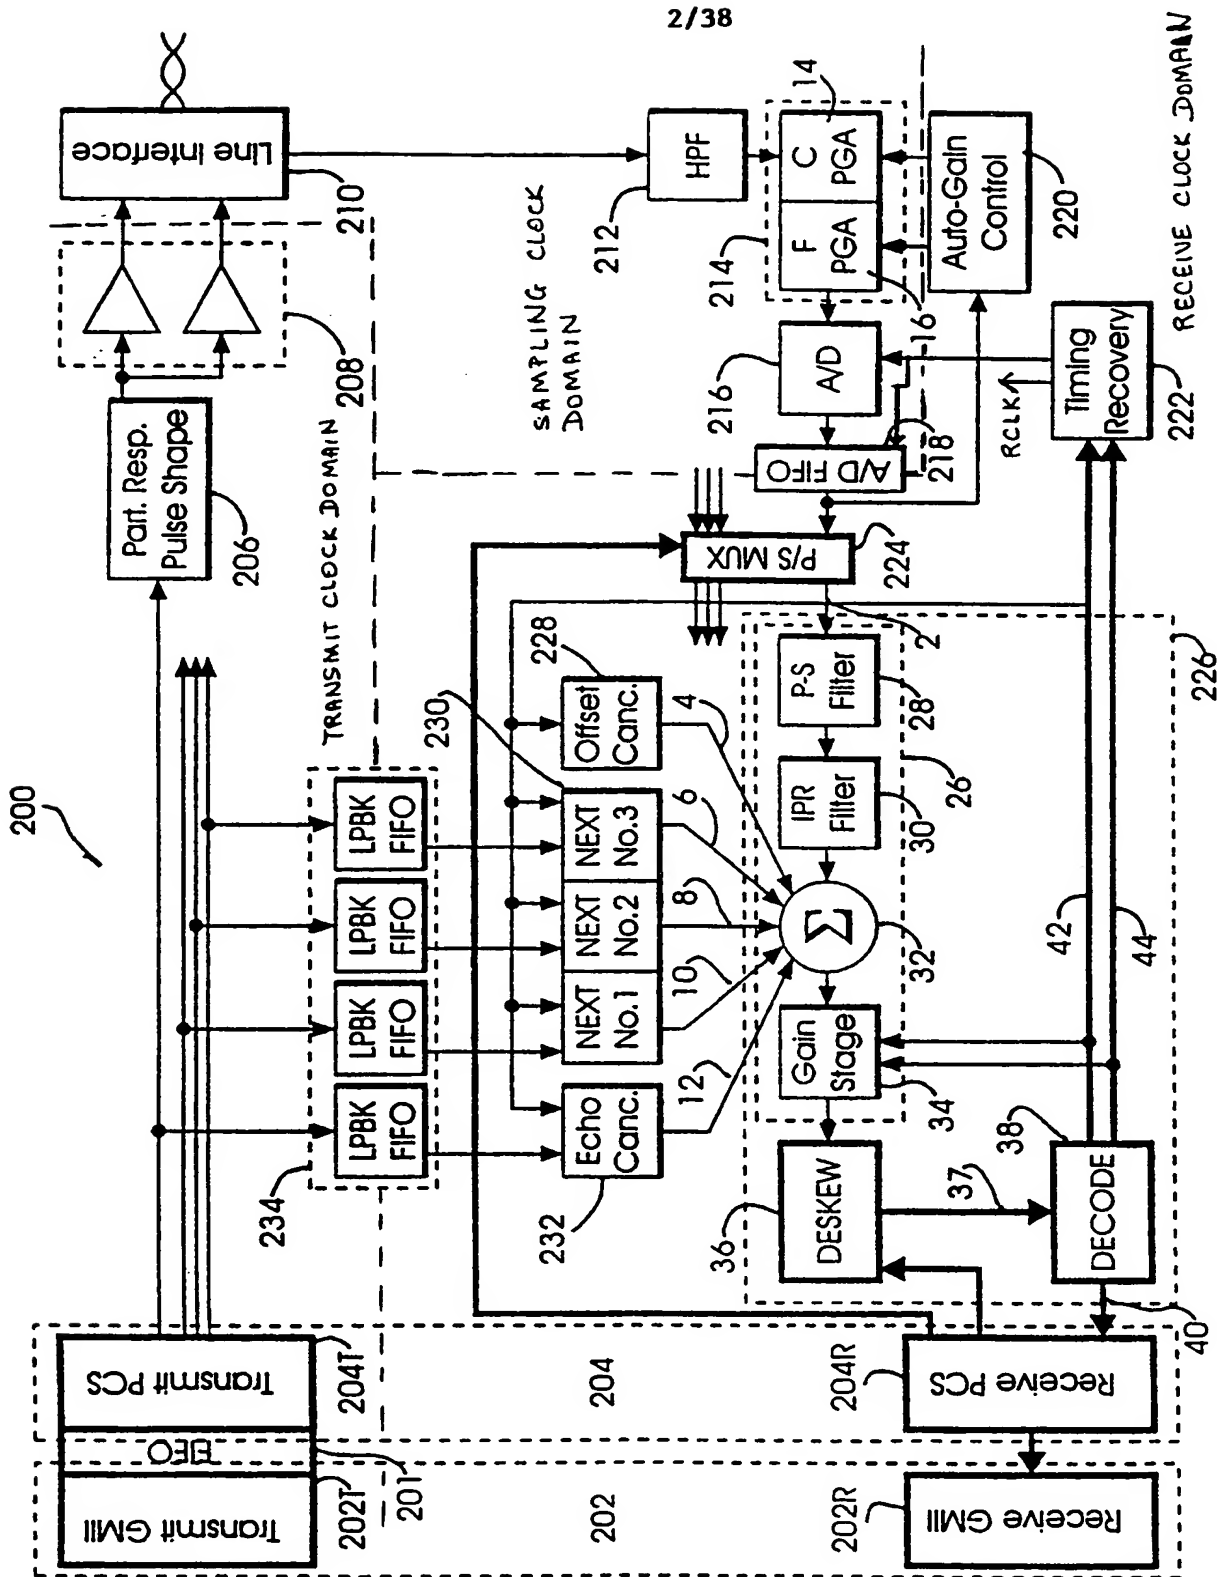 2/38
200
Line Interface
210
208
Part. Resp.
Pulse Shape
206
TRANSMIT CLOCK DOMAIN
SAMPLING CLOCK
DOMAIN
RECEIVE CLOCK DOMAIN
HPF
212
214
F
PGA
C
PGA
14
16
A/D
216
Auto-Gain
Control
220
A/D FIFO
218
Timing
Recovery
222
RCLK
P/S MUX
224
2
226
LPBK
FIFO
LPBK
FIFO
LPBK
FIFO
LPBK
FIFO
234
Echo
Canc.
232
NEXT
No.1
NEXT
No.2
NEXT
No.3
230
Offset
Canc.
228
12
10
8
6
4
P-S
Filter
28
IPR
Filter
30
26
Σ
32
Gain
Stage
34
DESKEW
36
37
DECODE
38
42
44
40
Transmit PCS
204T
FIFO
201
Transmit GMII
202T
204
202
Receive PCS
204R
Receive GMII
202R